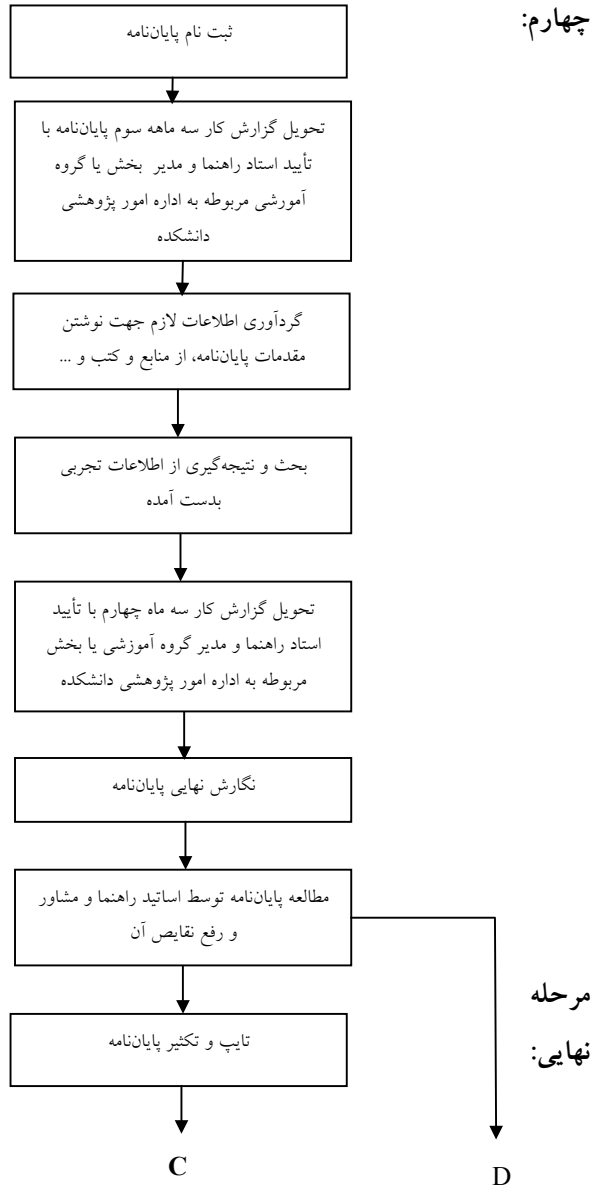 چهارم:
ثبت نام پایان‌نامه
تحویل گزارش کار سه ماهه سوم پایان‌نامه با
تأیید استاد راهنما و مدیر بخش یا گروه
آمورشی مربوطه به اداره امور پژوهشی
دانشکده
گردآوری اطلاعات لازم جهت نوشتن
مقدمات پایان‌نامه، از منابع و کتب و ...
بحث و نتیجه‌گیری از اطلاعات تجربی
بدست آمده
تحویل گزارش کار سه ماه چهارم با تأیید
استاد راهنما و مدیر گروه آموزشی یا بخش
مربوطه به اداره امور پژوهشی دانشکده
نگارش نهایی پایان‌نامه
مطالعه پایان‌نامه توسط اساتید راهنما و مشاور
و رفع نقایص آن
مرحله
نهایی:
تایپ و تکثیر پایان‌نامه
C
D